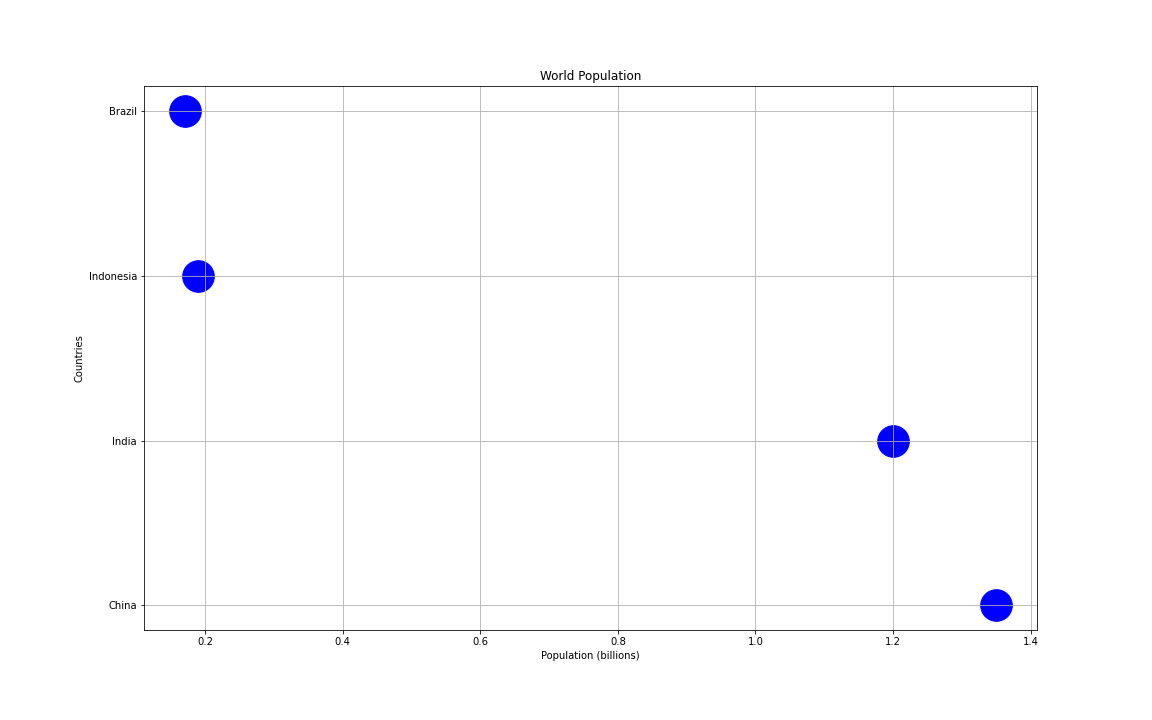 World Population
Brazil
Indonesia
Countries
India
China
0.2 0.4 0.6 0.8 1.0 1.2 1.4
Population (billions)